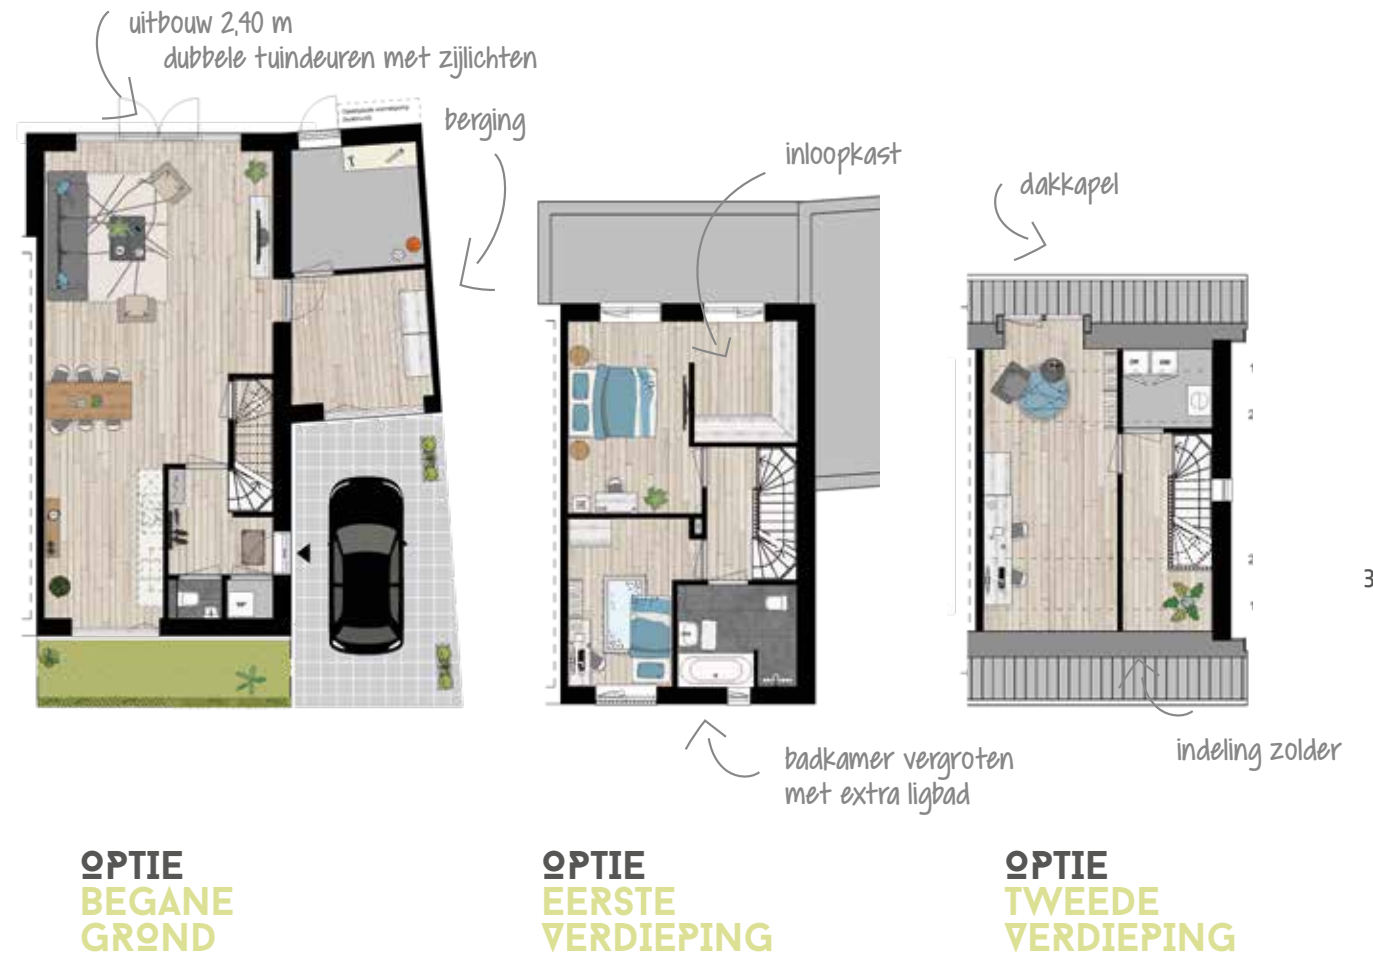 uitbouw 2,40 m
dubbele tuindeuren met zijlichten
berging
inloopkast
dakkapel
3
badkamer vergroten
met extra ligbad
indeling zolder
OPTIE
BEGANE
GROND
OPTIE
EERSTE
VERDIEPING
OPTIE
TWEEDE
VERDIEPING